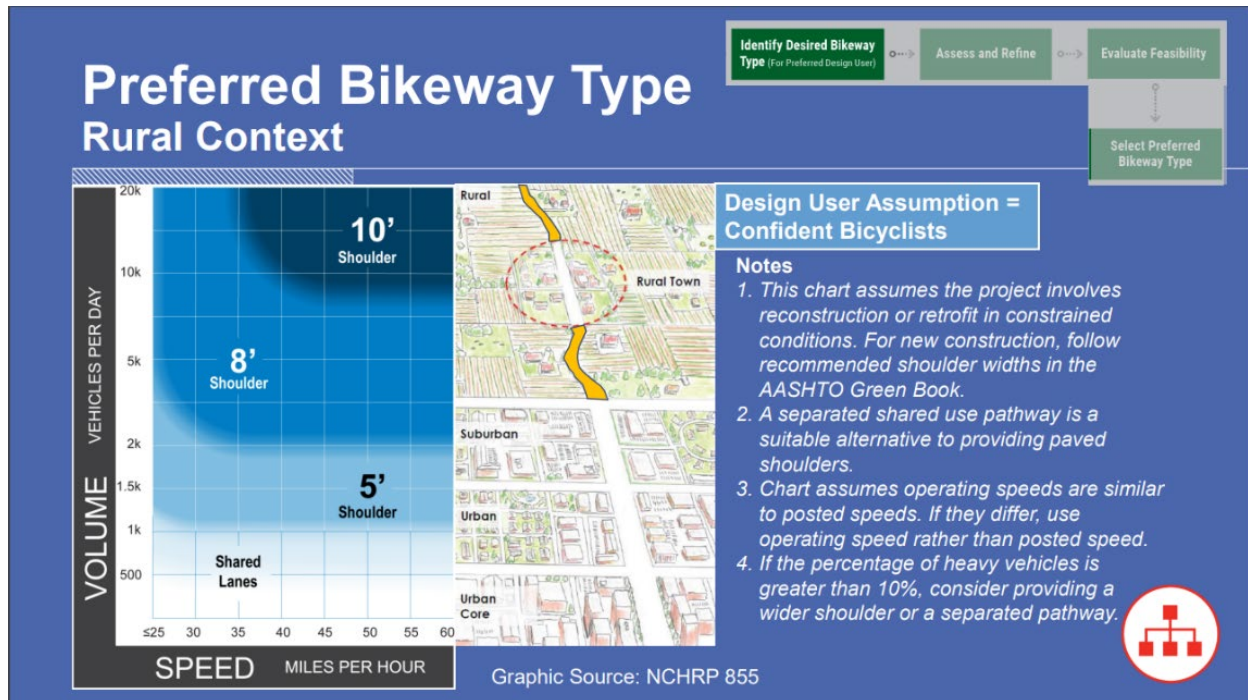 Preferred Bikeway Type
Rural Context
Identify Desired Bikeway
Type (For Preferred Design User)
Assess and Refine
Evaluate Feasibility
Select Preferred
Bikeway Type
VOLUME VEHICLES PER DAY
20k
10k
5k
2k
1.5k
1k
500
10’
Shoulder
8’
Shoulder
5’
Shoulder
Shared
Lanes
≤25 30 35 40 45 50 55 60
SPEED MILES PER HOUR
Rural
Rural Town
Suburban
Urban
Urban
Core
Design User Assumption =
Confident Bicyclists
Notes
1. This chart assumes the project involves
reconstruction or retrofit in constrained
conditions. For new construction, follow
recommended shoulder widths in the
AASHTO Green Book.
2. A separated shared use pathway is a
suitable alternative to providing paved
shoulders.
3. Chart assumes operating speeds are similar
to posted speeds. If they differ, use
operating speed rather than posted speed.
4. If the percentage of heavy vehicles is
greater than 10%, consider providing a
wider shoulder or a separated pathway.
Graphic Source: NCHRP 855